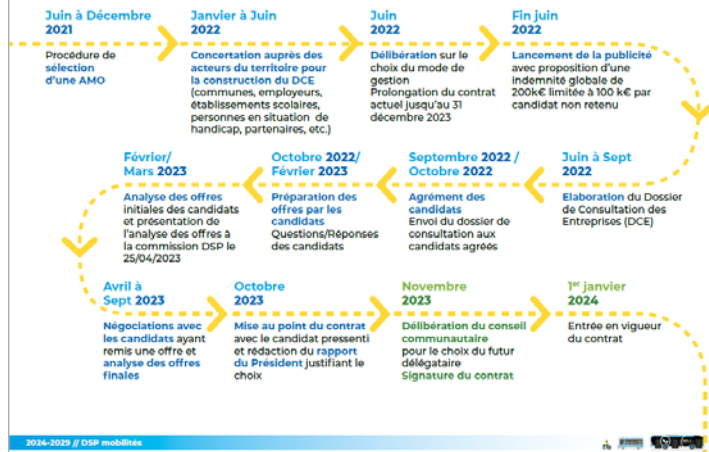 Juin à Décembre
2021
Procédure de
sélection
d'une AMO
Janvier à Juin
2022
Concertation auprès des
acteurs du territoire pour
la construction du DCE
(communes, employeurs,
établissements scolaires,
personnes en situation de
handicap, partenaires, etc.)
Juin
2022
Délibération sur le
choix du mode de
gestion
Prolongation du contrat
actuel jusqu'au 31
décembre 2023
Fin juin
2022
Lancement de la publicité
avec proposition d'une
indemnité globale de
200k€ limitée à 100 k€ par
candidat non retenu
Juin à Sept
2022
Elaboration du Dossier
de Consultation des
Entreprises (DCE)
Septembre 2022 /
Octobre 2022
Agrément des
candidats
Envoi du dossier de
consultation aux
candidats agréés
Octobre 2022/
Février 2023
Préparation des
offres par les
candidats
Questions/Réponses
des candidats
Février/
Mars 2023
Analyse des offres
initiales des candidats
et présentation de
l'analyse des offres à
la commission DSP le
25/04/2023
Avril à
Sept 2023
Négociations avec
les candidats ayant
remis une offre et
analyse des offres
finales
Octobre
2023
Mise au point du contrat
avec le candidat pressenti
et rédaction du rapport
du Président justifiant le
choix
Novembre
2023
Délibération du conseil
communautaire
pour le choix du futur
délégataire
Signature du contrat
1er janvier
2024
Entrée en vigueur
du contrat
2024-2029 // DSP mobilités